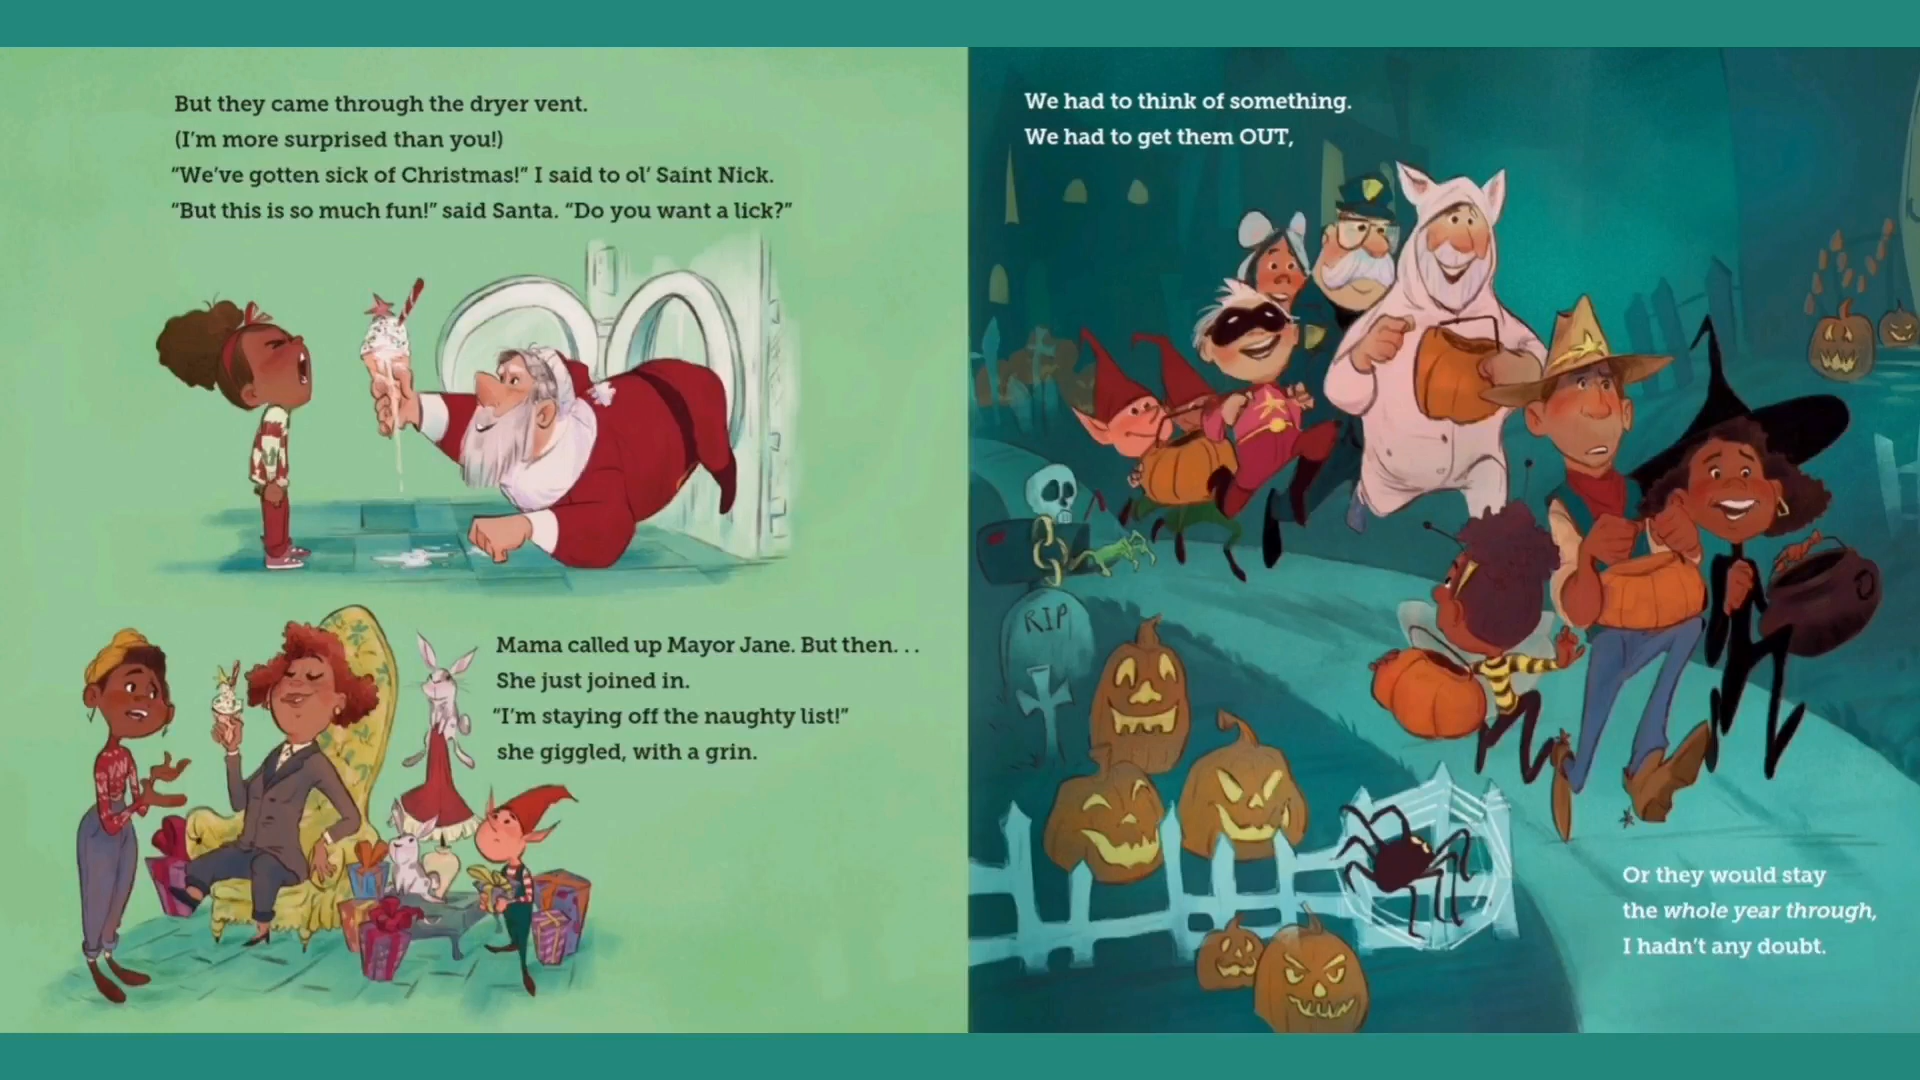 But they came through the dryer vent.
(I'm more surprised than you!)
"We've gotten sick of Christmas!" I said to ol' Saint Nick.
"But this is so much fun!" said Santa. "Do you want a lick?"
Mama called up Mayor Jane. But then. . .
She just joined in.
"I'm staying off the naughty list!"
she giggled, with a grin.
We had to think of something.
We had to get them OUT,
RIP
Or they would stay
the whole year through,
I hadn't any doubt.